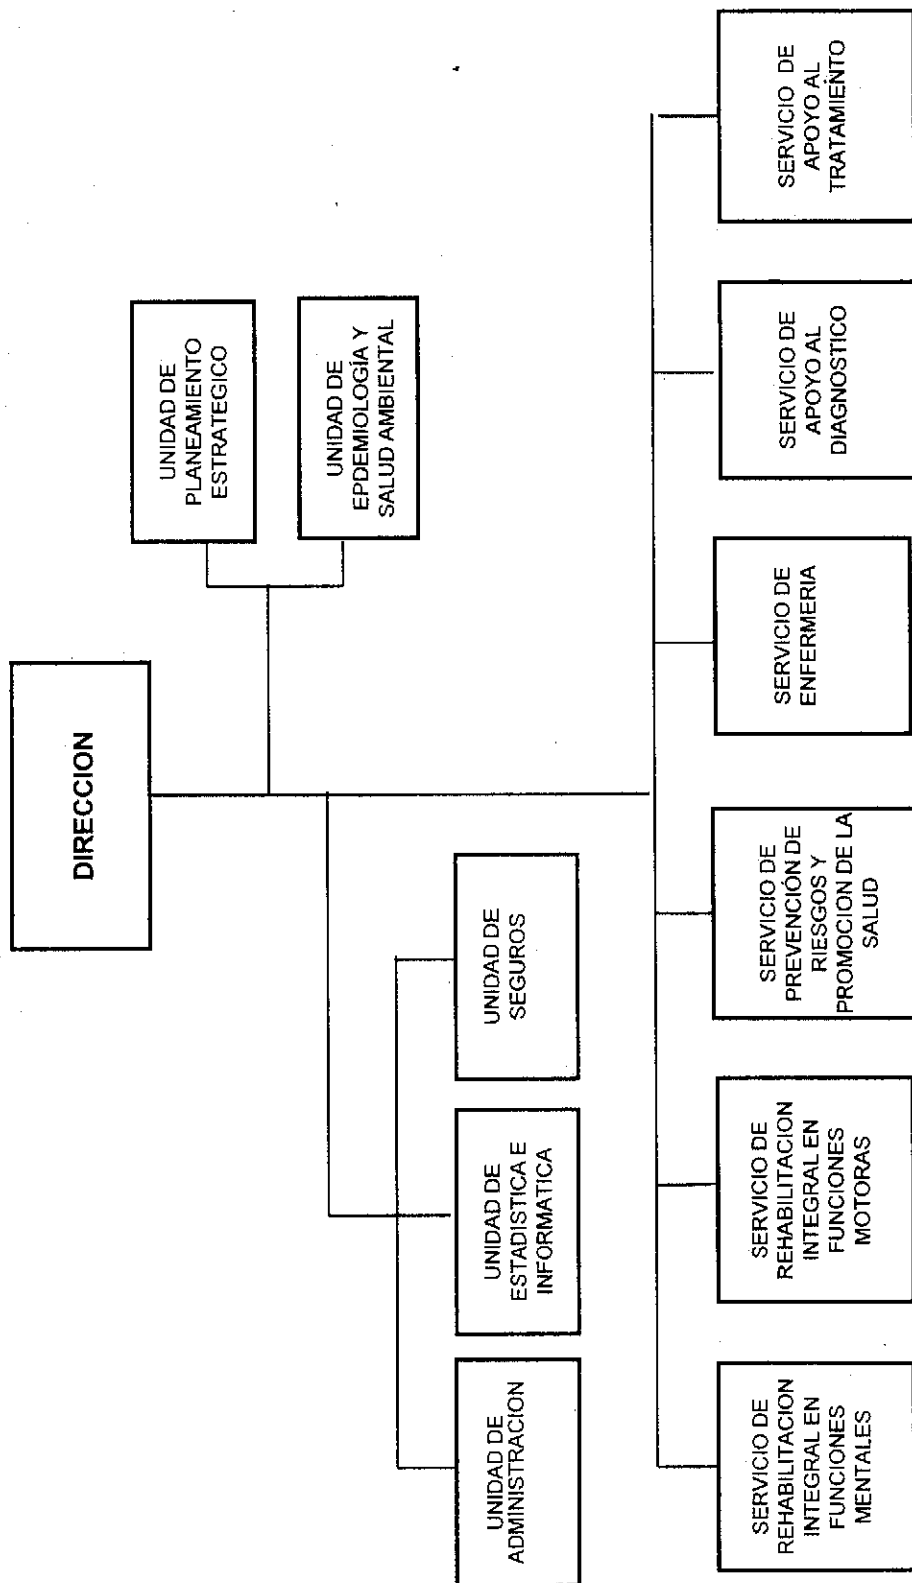 DIRECCION
UNIDAD DE
PLANEAMIENTO
ESTRATEGICO
UNIDAD DE
EPDEMIOLOGÍA Y
SALUD AMBIENTAL
UNIDAD DE
ADMINISTRACION
UNIDAD DE
ESTADISTICA E
INFORMATICA
UNIDAD DE
SEGUROS
SERVICIO DE
REHABILITACION
INTEGRAL EN
FUNCIONES
MENTALES
SERVICIO DE
REHABILITACION
INTEGRAL EN
FUNCIONES
MOTORAS
SERVICIO DE
PREVENCIÓN DE
RIESGOS Y
PROMOCION DE LA
SALUD
SERVICIO DE
ENFERMERIA
SERVICIO DE
APOYO AL
DIAGNOSTICO
SERVICIO DE
APOYO AL
TRATAMIENTO